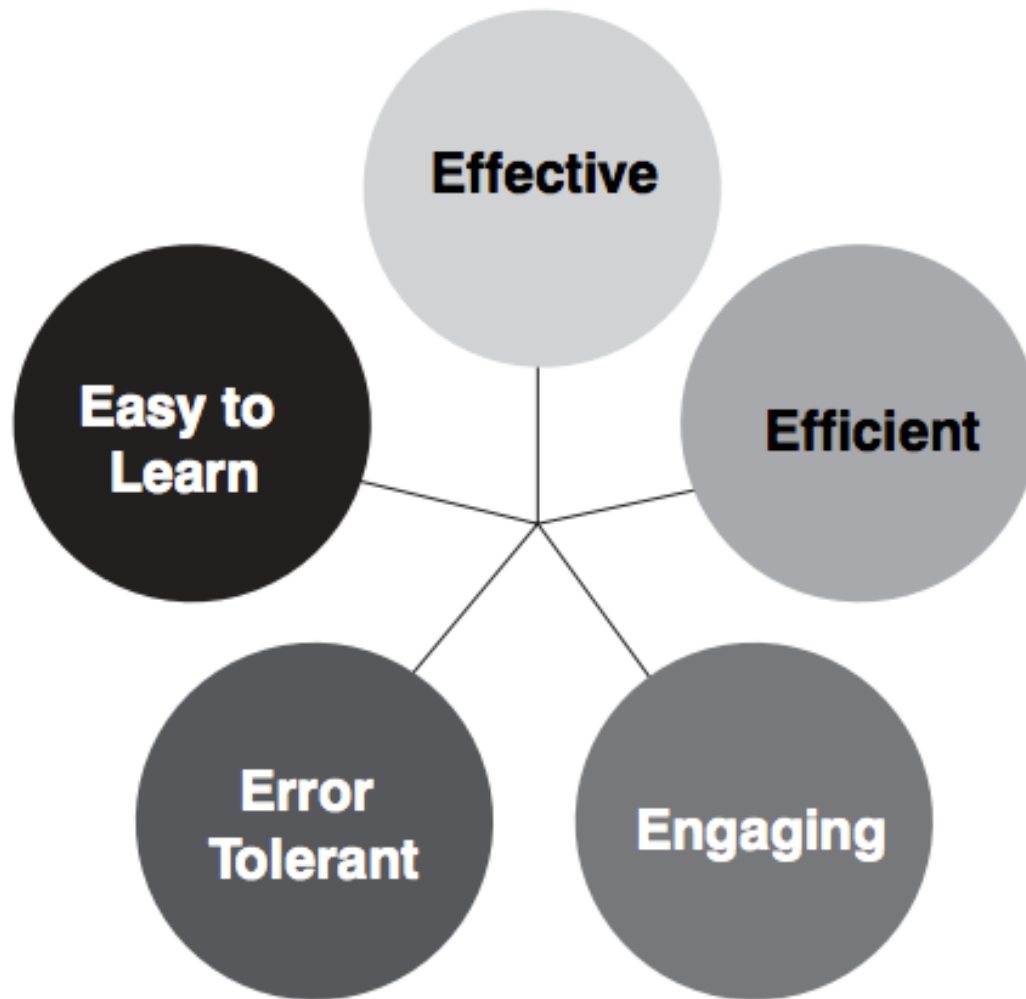 Effective
Efficient
Engaging
Error
Tolerant
Easy to
Learn